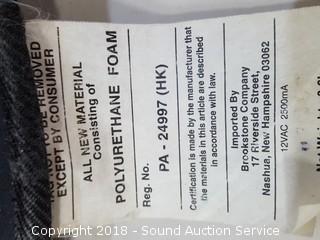 NOT TO BE REMOVED
EXCEPT BY CONSUMER
ALL NEW MATERIAL
Consisting of
POLYURETHANE FOAM
Reg. No.
PA - 24997 (HK)
Certification is made by the manufacturer that
the materials in this article are described
in accordance with law.
Imported By
Brookstone Company
17 Riverside Street,
Nashua, New Hampshire 03062
12VAC 2500mA
Copyright 2018 - Sound Auction Service